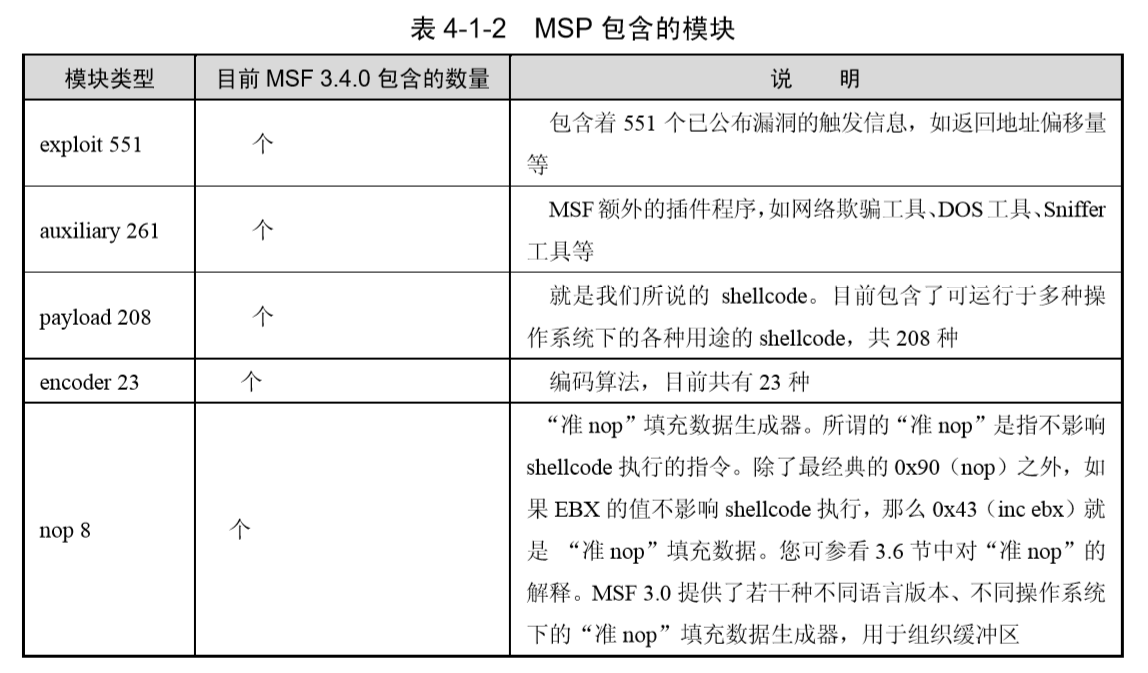 表 4-1-2 MSP 包含的模块
模块类型 目前 MSF 3.4.0 包含的数量 说 明
exploit 551 个 包含着 551 个已公布漏洞的触发信息，如返回地址偏移量
等
auxiliary 261 个 MSF 额外的插件程序，如网络欺骗工具、DOS 工具、Sniffer
工具等
payload 208 个 就是我们所说的 shellcode。目前包含了可运行于多种操
作系统下的各种用途的 shellcode，共 208 种
encoder 23 个 编码算法，目前共有 23 种
nop 8 个 “准 nop”填充数据生成器。所谓的“准 nop”是指不影响
shellcode 执行的指令。除了最经典的 0x90（nop）之外，如
果 EBX 的值不影响 shellcode 执行，那么 0x43（inc ebx）就
是 “准 nop”填充数据。您可参看 3.6 节中对“准 nop”的
解释。MSF 3.0 提供了若干种不同语言版本、不同操作系统
下的“准 nop”填充数据生成器，用于组织缓冲区